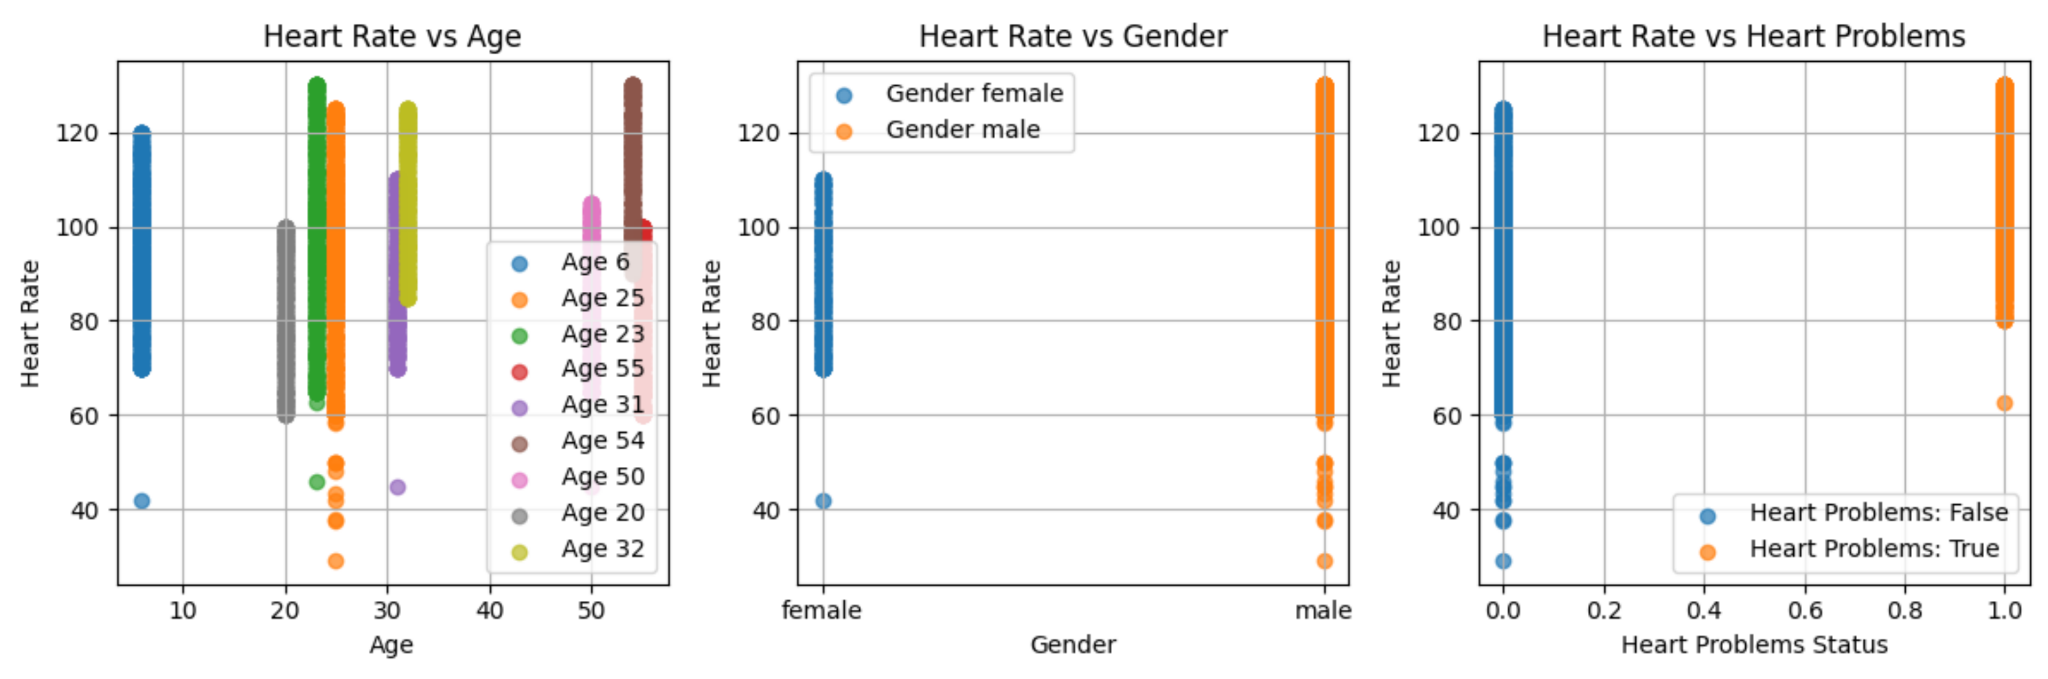 Heart Rate vs Age
Heart Rate
120
100
80
60
40
10 20 30 40 50
Age
Age 6
Age 25
Age 23
Age 55
Age 31
Age 54
Age 50
Age 20
Age 32
Heart Rate vs Gender
Heart Rate
120
100
80
60
40
female male
Gender
Gender female
Gender male
Heart Rate vs Heart Problems
Heart Rate
120
100
80
60
40
0.0 0.2 0.4 0.6 0.8 1.0
Heart Problems Status
Heart Problems: False
Heart Problems: True